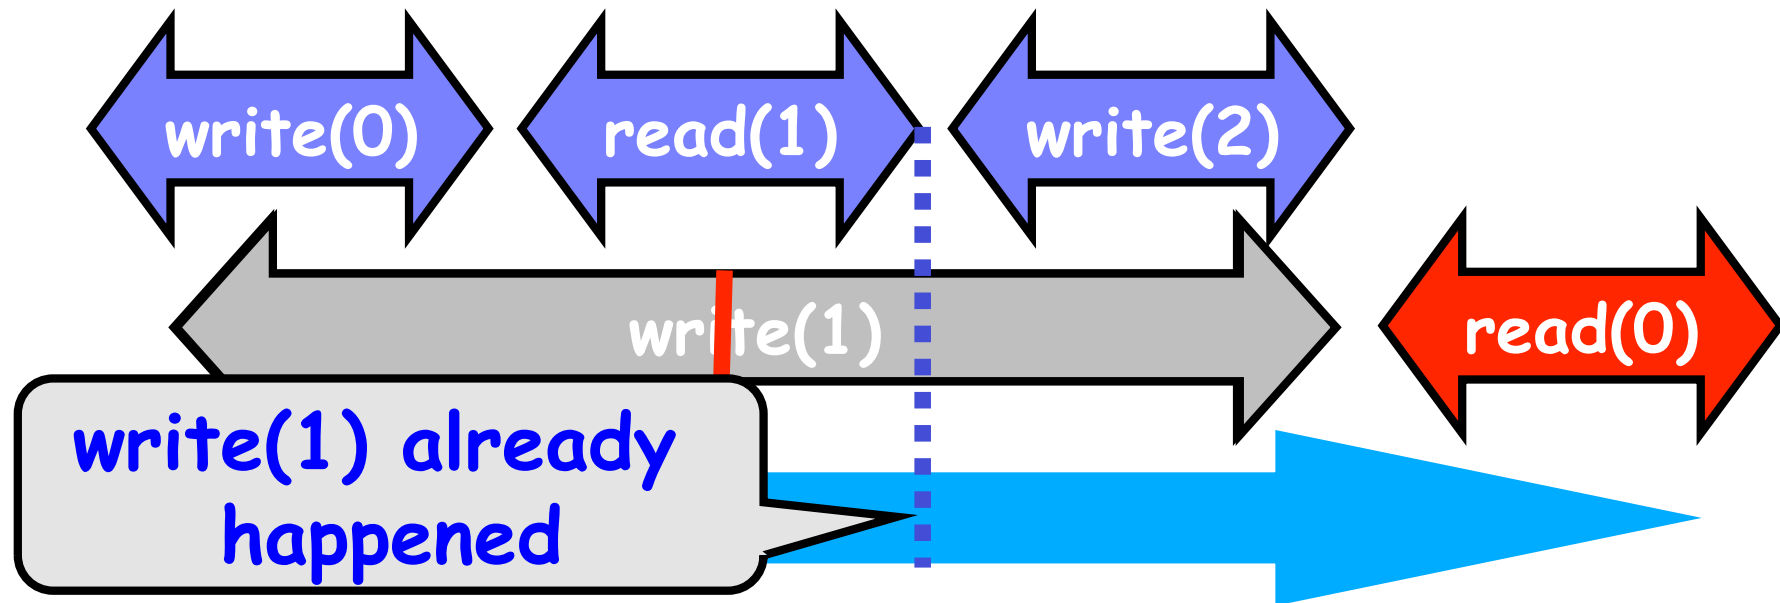 write(0)
read(1)
write(2)
write(1)
read(0)
write(1) already
happened